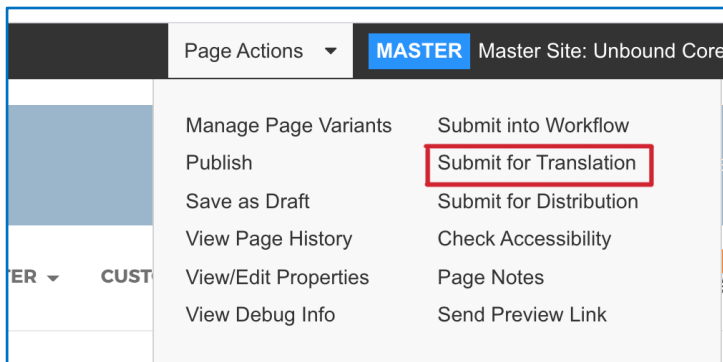 Page Actions MASTER Master Site: Unbound Core
Manage Page Variants
Publish
Save as Draft
View Page History
View/Edit Properties
View Debug Info
Submit into Workflow
Submit for Translation
Submit for Distribution
Check Accessibility
Page Notes
Send Preview Link
TER CUST